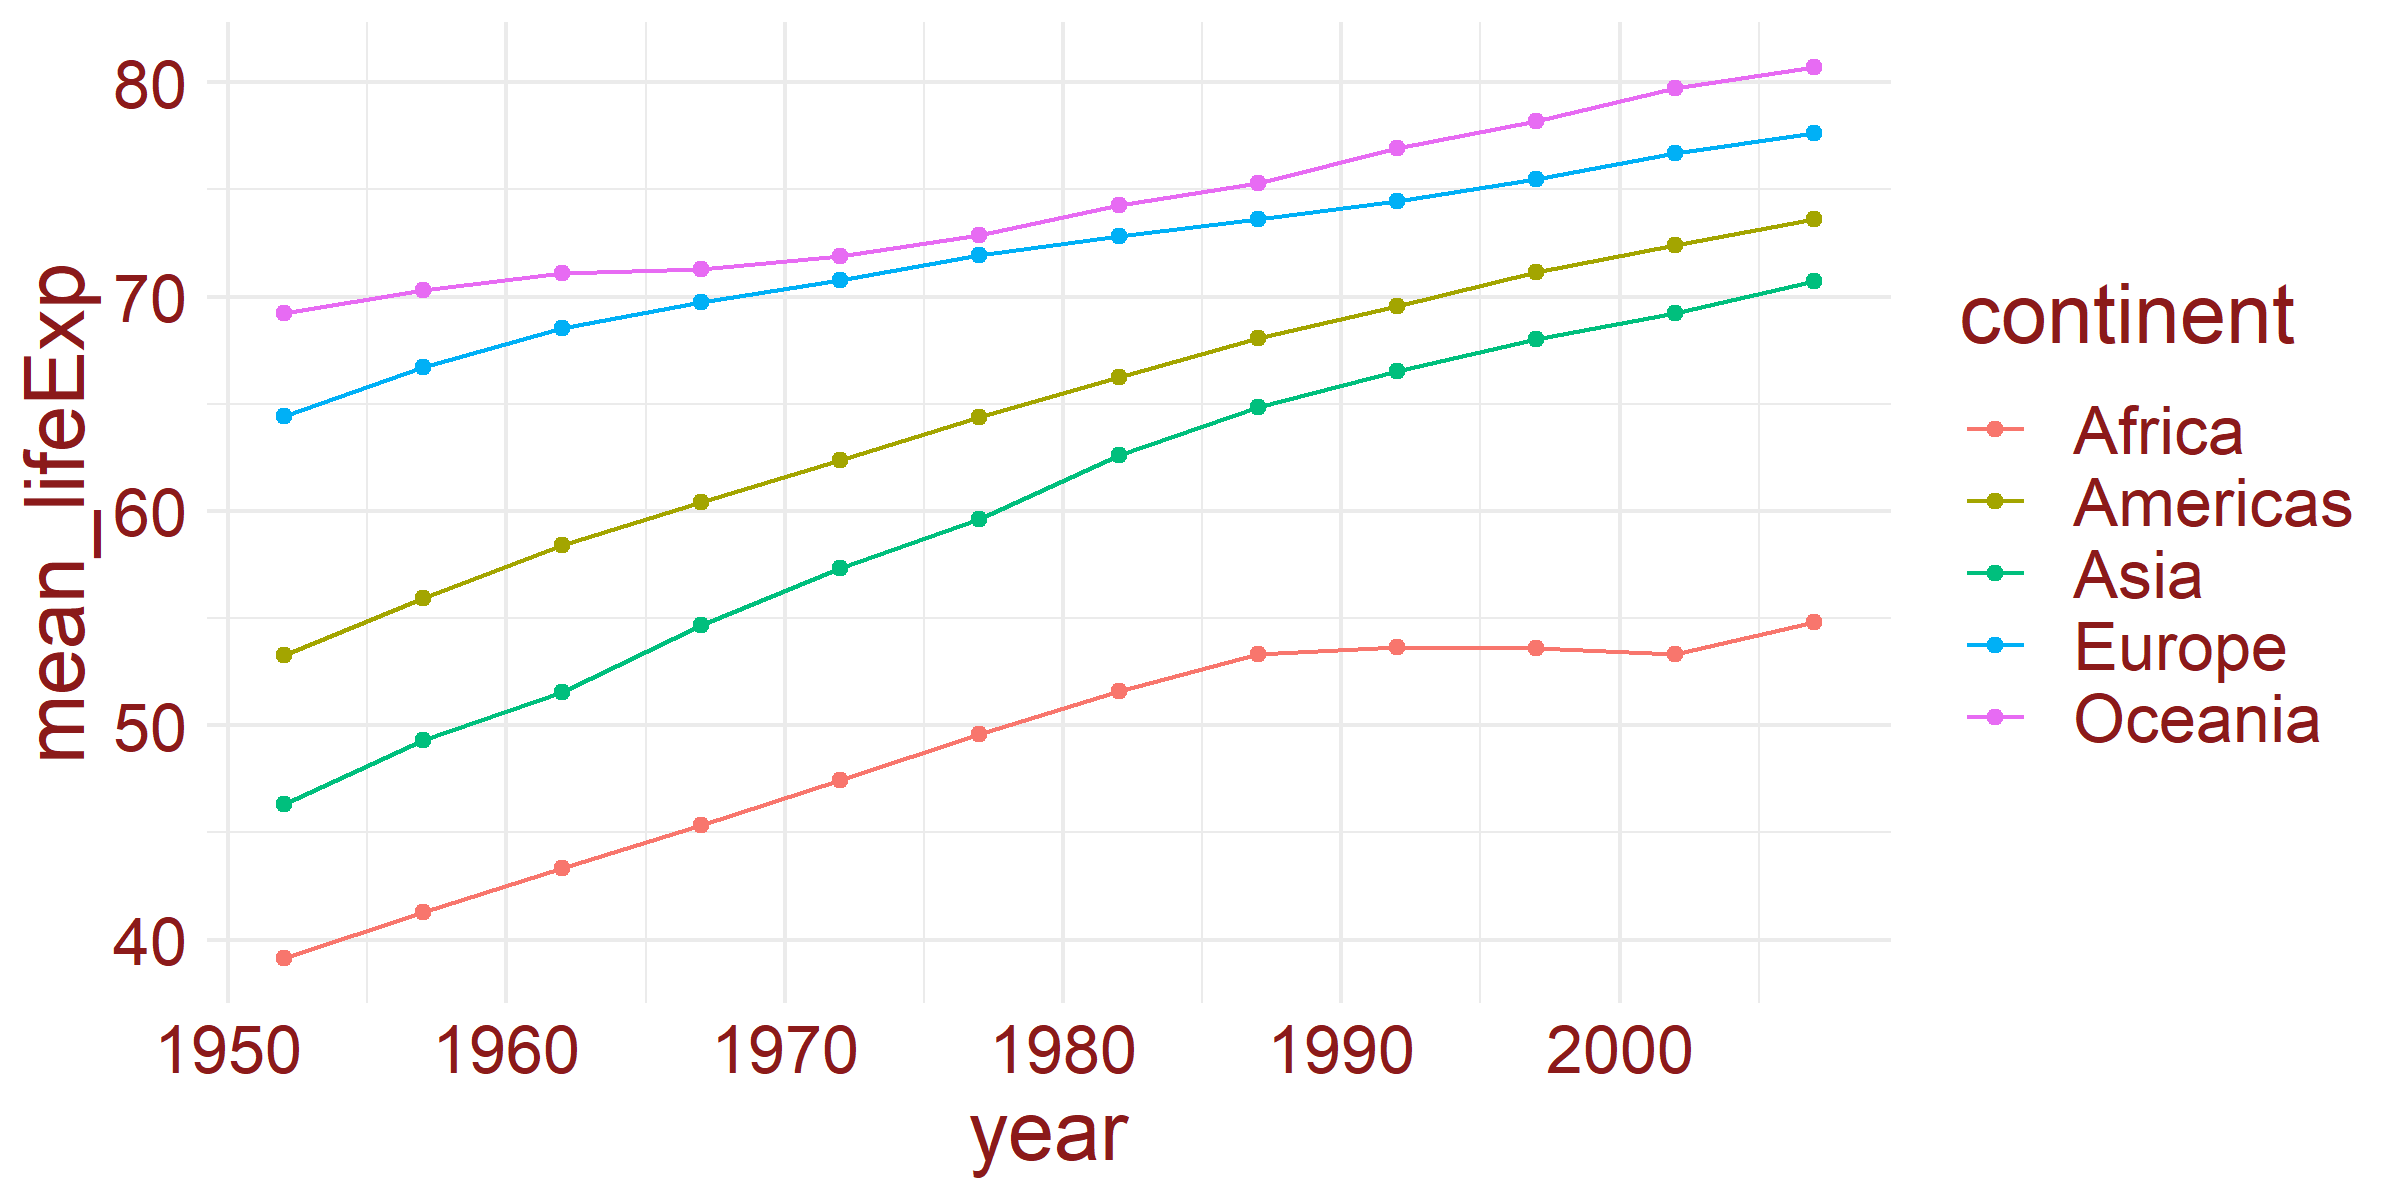 80
70
60
50
40
mean_lifeExp
1950 1960 1970 1980 1990 2000
year
continent
Africa
Americas
Asia
Europe
Oceania